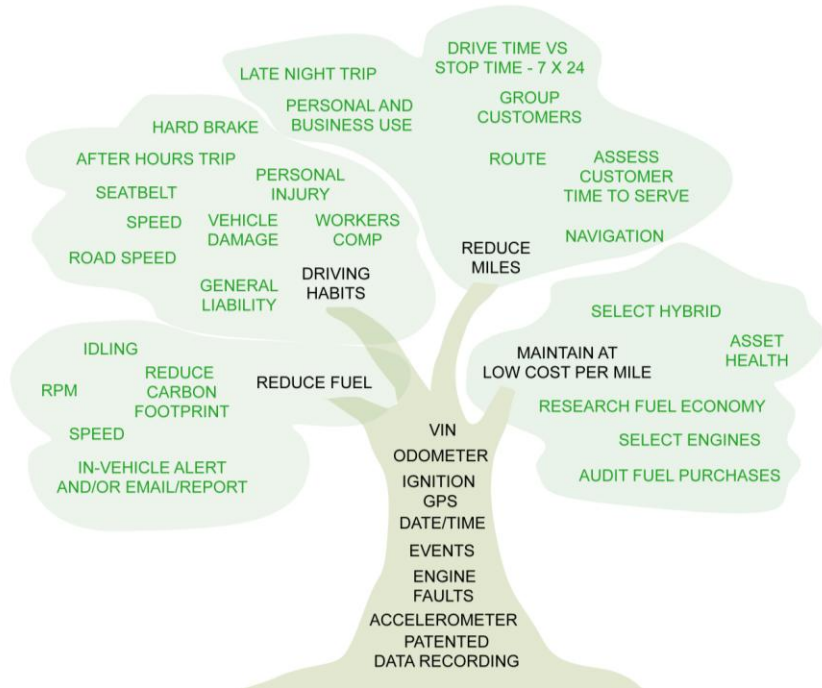 DRIVE TIME VS
STOP TIME - 7 X 24
LATE NIGHT TRIP
GROUP
CUSTOMERS
PERSONAL AND
BUSINESS USE
ROUTE
ASSESS
CUSTOMER
TIME TO SERVE
NAVIGATION
REDUCE
MILES
HARD BRAKE
AFTER HOURS TRIP
SEATBELT
PERSONAL
INJURY
SPEED
VEHICLE
DAMAGE
WORKERS
COMP
ROAD SPEED
GENERAL
LIABILITY
DRIVING
HABITS
IDLING
RPM
REDUCE
CARBON
FOOTPRINT
REDUCE FUEL
SPEED
IN-VEHICLE ALERT
AND/OR EMAIL/REPORT
SELECT HYBRID
ASSET
HEALTH
MAINTAIN AT
LOW COST PER MILE
RESEARCH FUEL ECONOMY
SELECT ENGINES
AUDIT FUEL PURCHASES
VIN
ODOMETER
IGNITION
GPS
DATE/TIME
EVENTS
ENGINE
FAULTS
ACCELEROMETER
PATENTED
DATA RECORDING